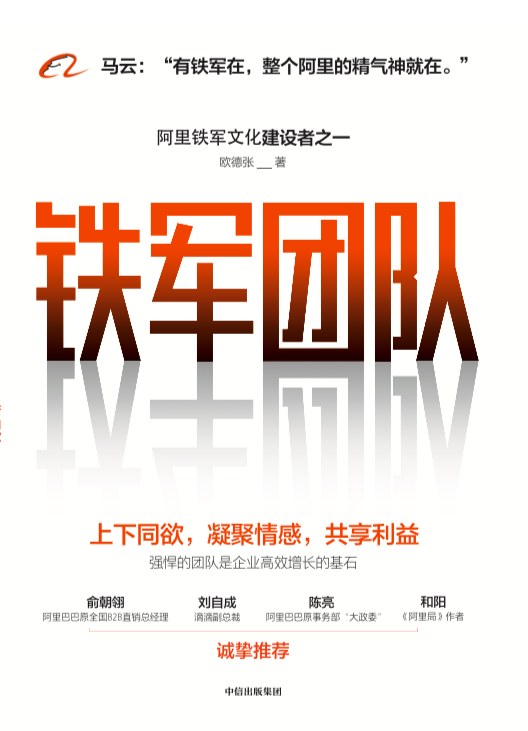 马云：“有铁军在，整个阿里的精气神就在。”
阿里铁军文化建设者之一
欧德张__著
铁军团队
上下同欲，凝聚情感，共享利益
强悍的团队是企业高效增长的基石
俞朝翎 刘自成 陈亮 和阳
阿里巴巴原全国B2B直销总经理 滴滴副总裁 阿里巴巴原事务部“大政委” 《阿里局》作者
诚挚推荐
中信出版集团